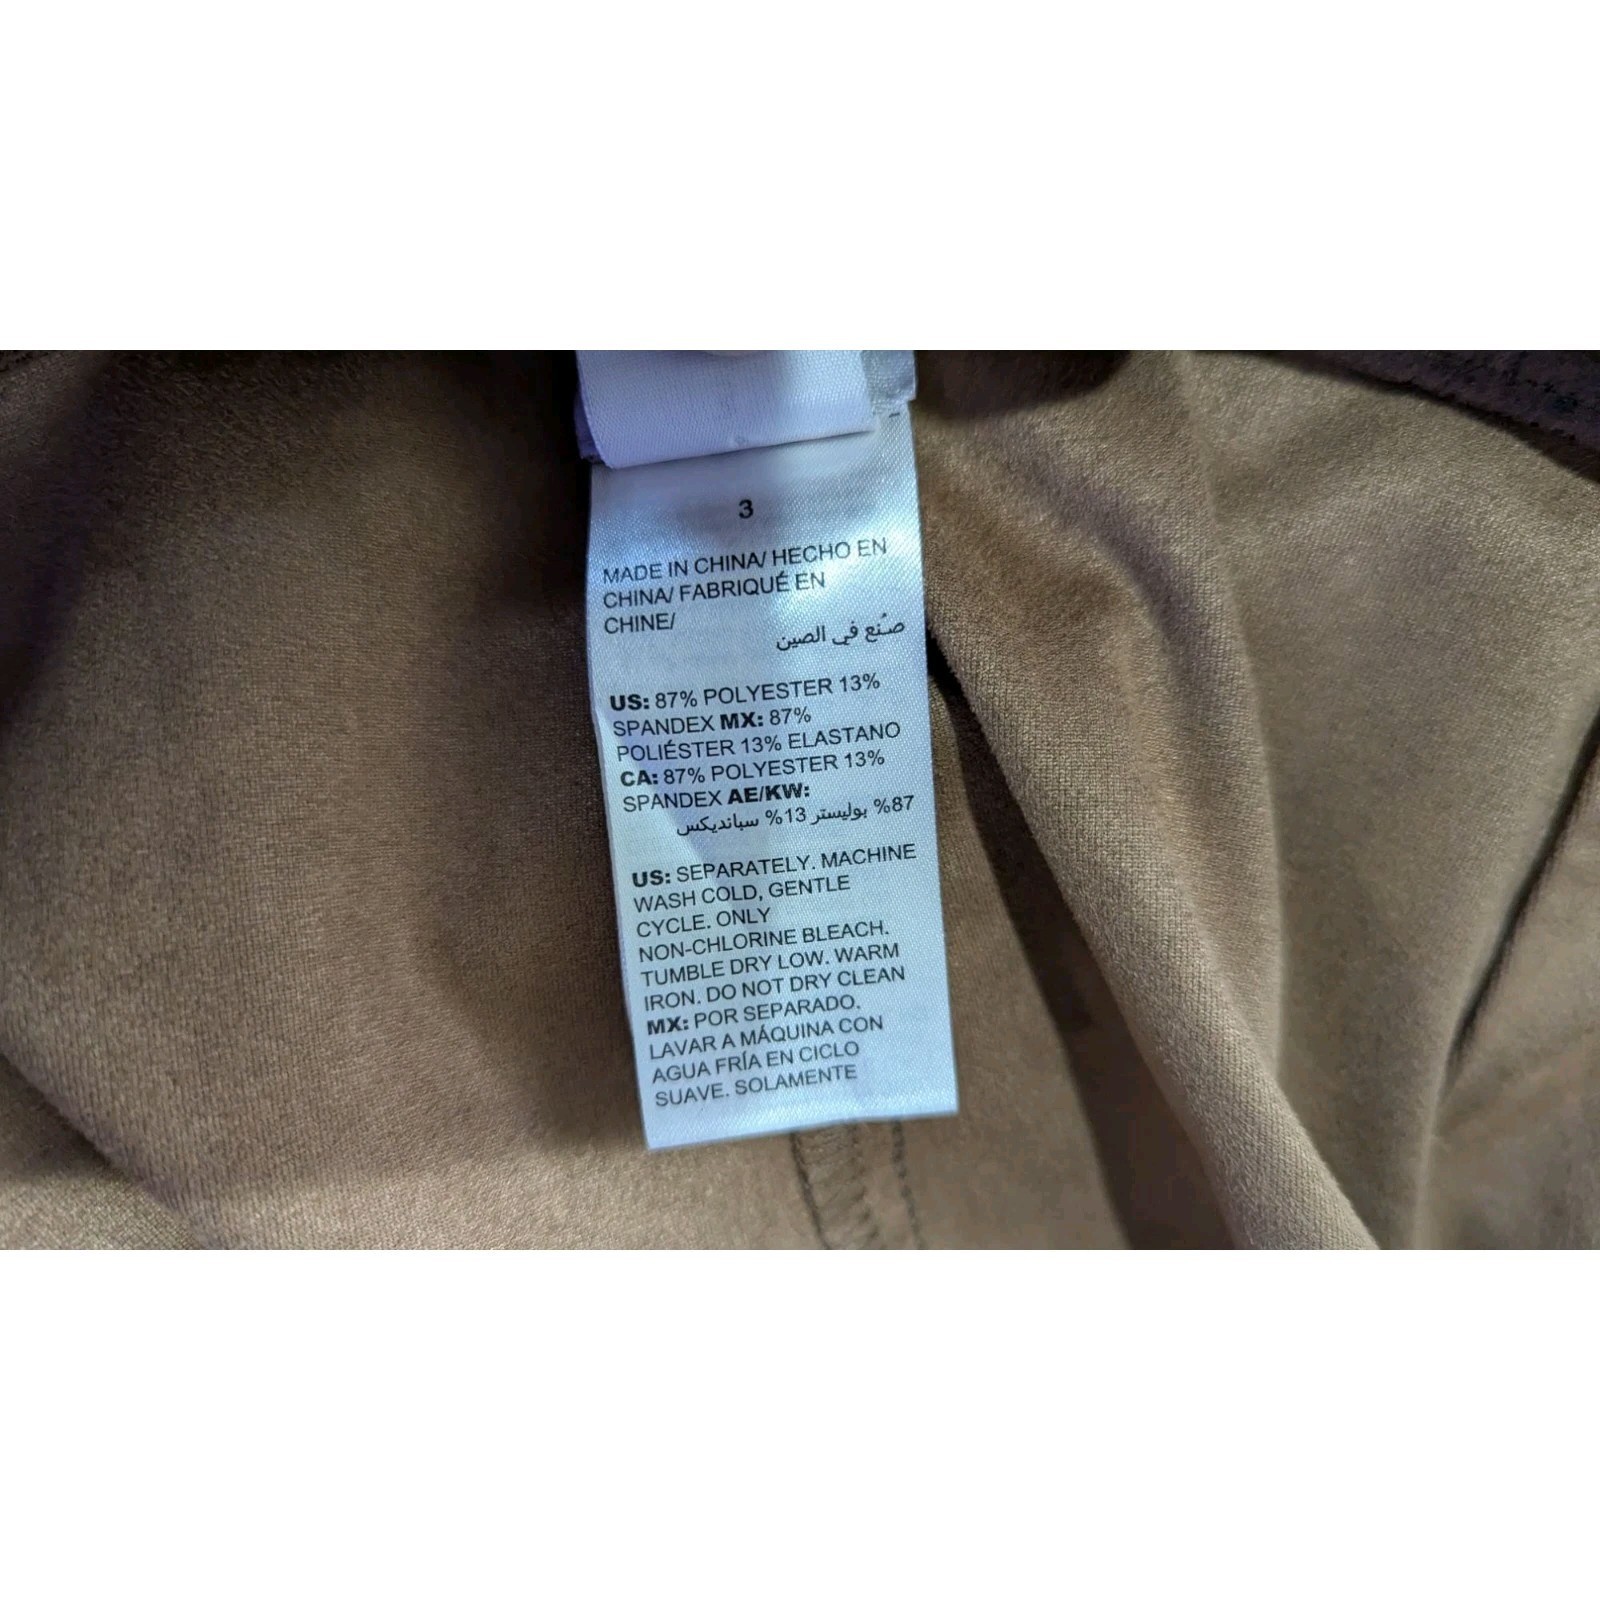 3
MADE IN CHINA/ HECHO EN
CHINA/ FABRIQUÉ EN
CHINE/
صُنع في الصين
US: 87% POLYESTER 13%
SPANDEX MX: 87%
POLIÉSTER 13% ELASTANO
CA: 87% POLYESTER 13%
SPANDEX AE/KW:
87% بوليستر 13% سبانديكس
US: SEPARATELY. MACHINE
WASH COLD, GENTLE
CYCLE. ONLY
NON-CHLORINE BLEACH.
TUMBLE DRY LOW. WARM
IRON. DO NOT DRY CLEAN
MX: POR SEPARADO.
LAVAR A MÁQUINA CON
AGUA FRÍA EN CICLO
SUAVE. SOLAMENTE